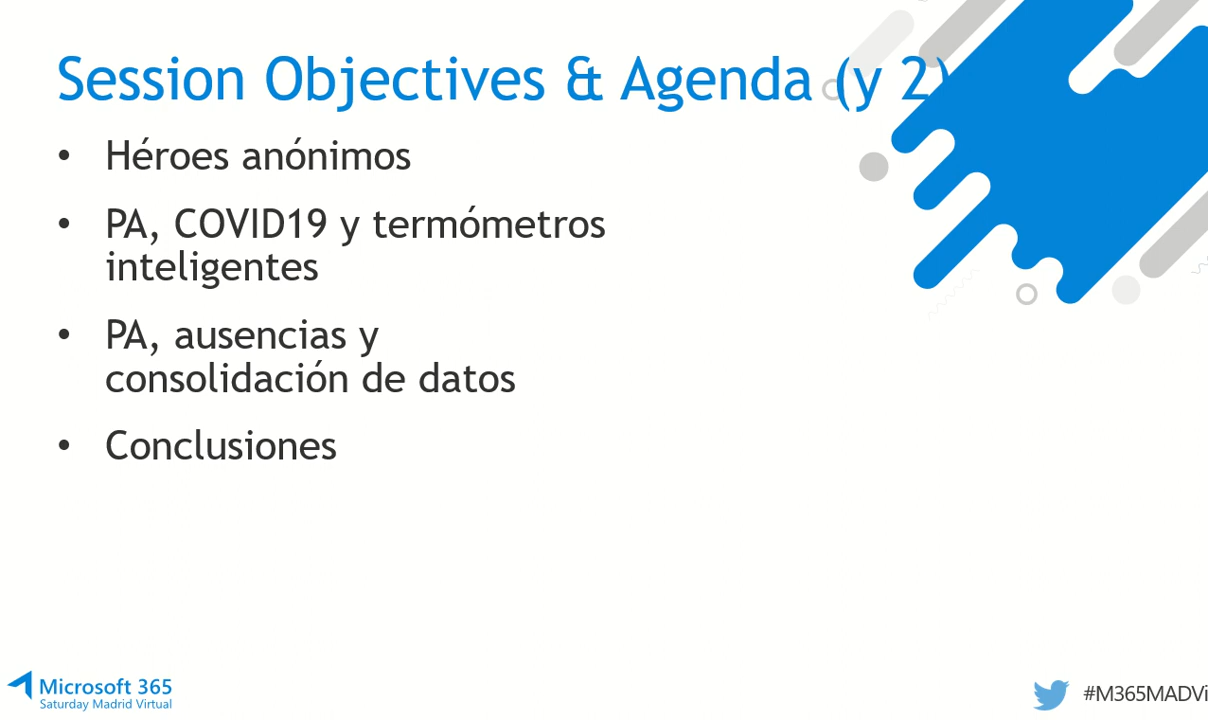 Session Objectives & Agenda (y 2)
• Héroes anónimos
• PA, COVID19 y termómetros
inteligentes
• PA, ausencias y
consolidación de datos
• Conclusiones
Microsoft 365
Saturday Madrid Virtual
#M365MADVi